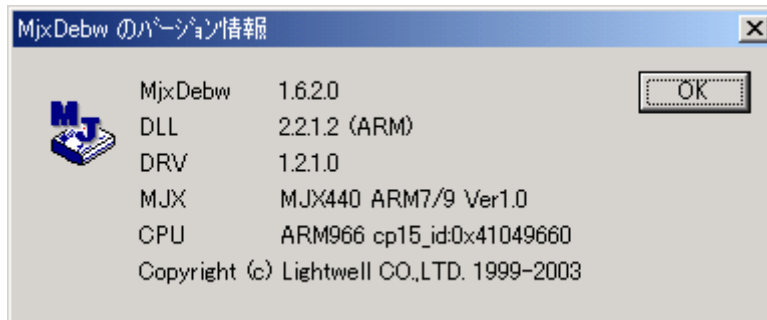 MjxDebw のバージョン情報
MjxDebw 1.6.2.0
OK
DLL 2.2.1.2 (ARM)
DRV 1.2.1.0
MJX MJX440 ARM7/9 Ver1.0
CPU ARM966 cp15_id:0x41049660
Copyright (c) Lightwell CO.,LTD. 1999-2003
MJ